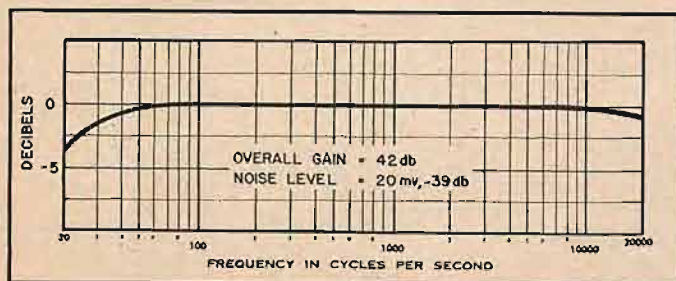 DECIBELS
0
-5
OVERALL GAIN = 42 db
NOISE LEVEL = 20 mv,-39 db
20 100 1000 10000 20000
FREQUENCY IN CYCLES PER SECOND